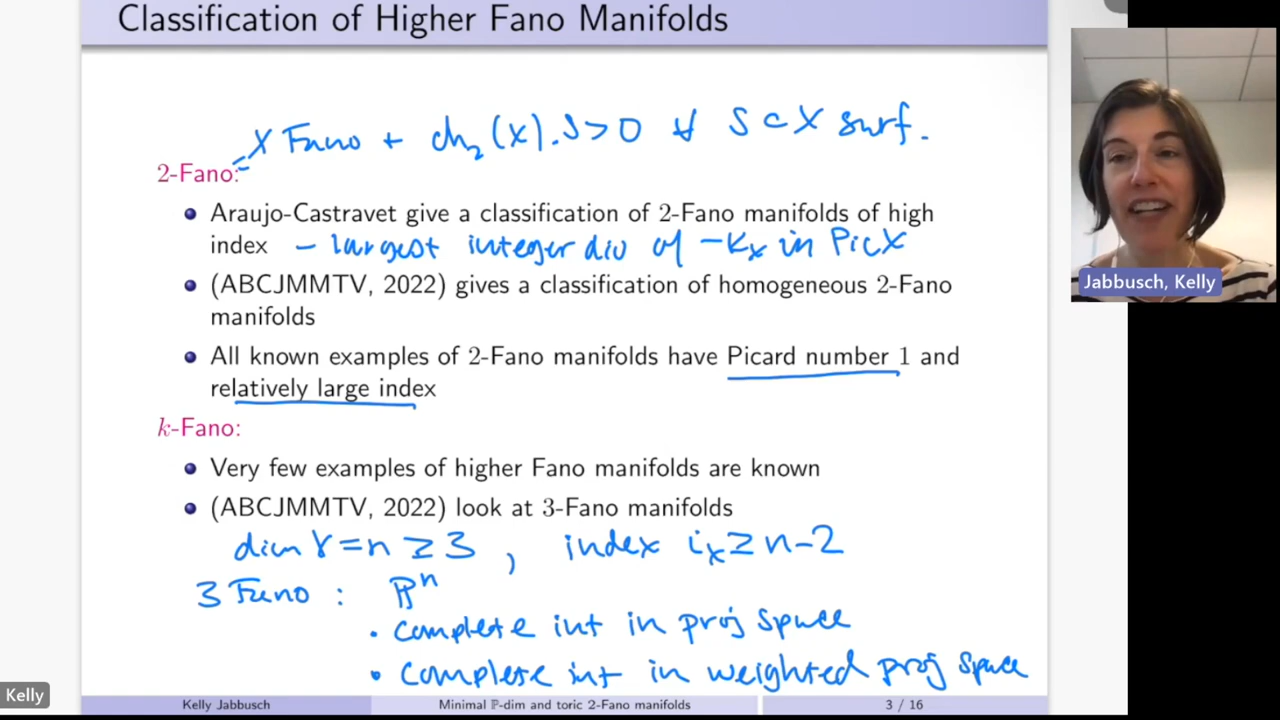 Classification of Higher Fano Manifolds
X Fano + ch₂(X).S>0 ∀ S⊂X surf.
2-Fano: =
• Araujo-Castravet give a classification of 2-Fano manifolds of high
index – largest integer div of -Kₓ in Pic X
• (ABCJMMTV, 2022) gives a classification of homogeneous 2-Fano
manifolds
• All known examples of 2-Fano manifolds have Picard number 1 and
relatively large index
k-Fano:
• Very few examples of higher Fano manifolds are known
• (ABCJMMTV, 2022) look at 3-Fano manifolds
dim X = n ≥ 3 , index iₓ ≥ n-2
3 Fano : ℙⁿ
• complete int in proj space
• complete int in weighted proj space
Kelly Jabbusch
Minimal ℙ-dim and toric 2-Fano manifolds
3 / 16
Jabbusch, Kelly
Kelly